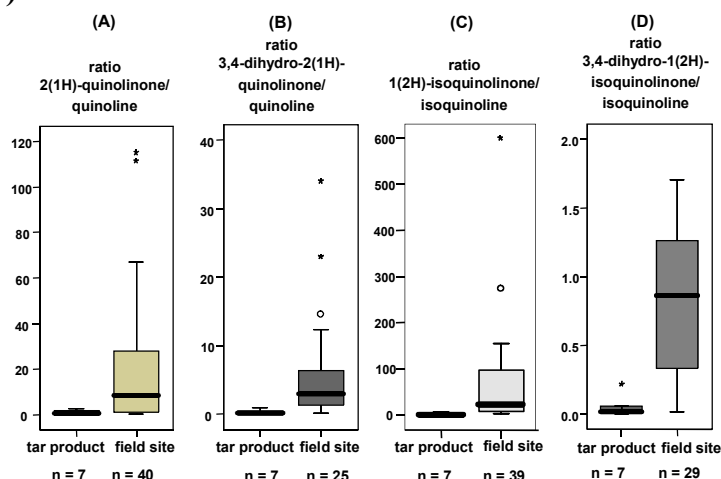 (A)
ratio
2(1H)-quinolinone/
quinoline
120
100
80
60
40
20
0
tar product field site
n = 7 n = 40
(B)
ratio
3,4-dihydro-2(1H)-
quinolinone/
quinoline
40
30
20
10
0
tar product field site
n = 7 n = 25
(C)
ratio
1(2H)-isoquinolinone/
isoquinoline
600
500
400
300
200
100
0
tar product field site
n = 7 n = 39
(D)
ratio
3,4-dihydro-1(2H)-
isoquinolinone/
isoquinoline
2.0
1.5
1.0
0.5
0.0
tar product field site
n = 7 n = 29